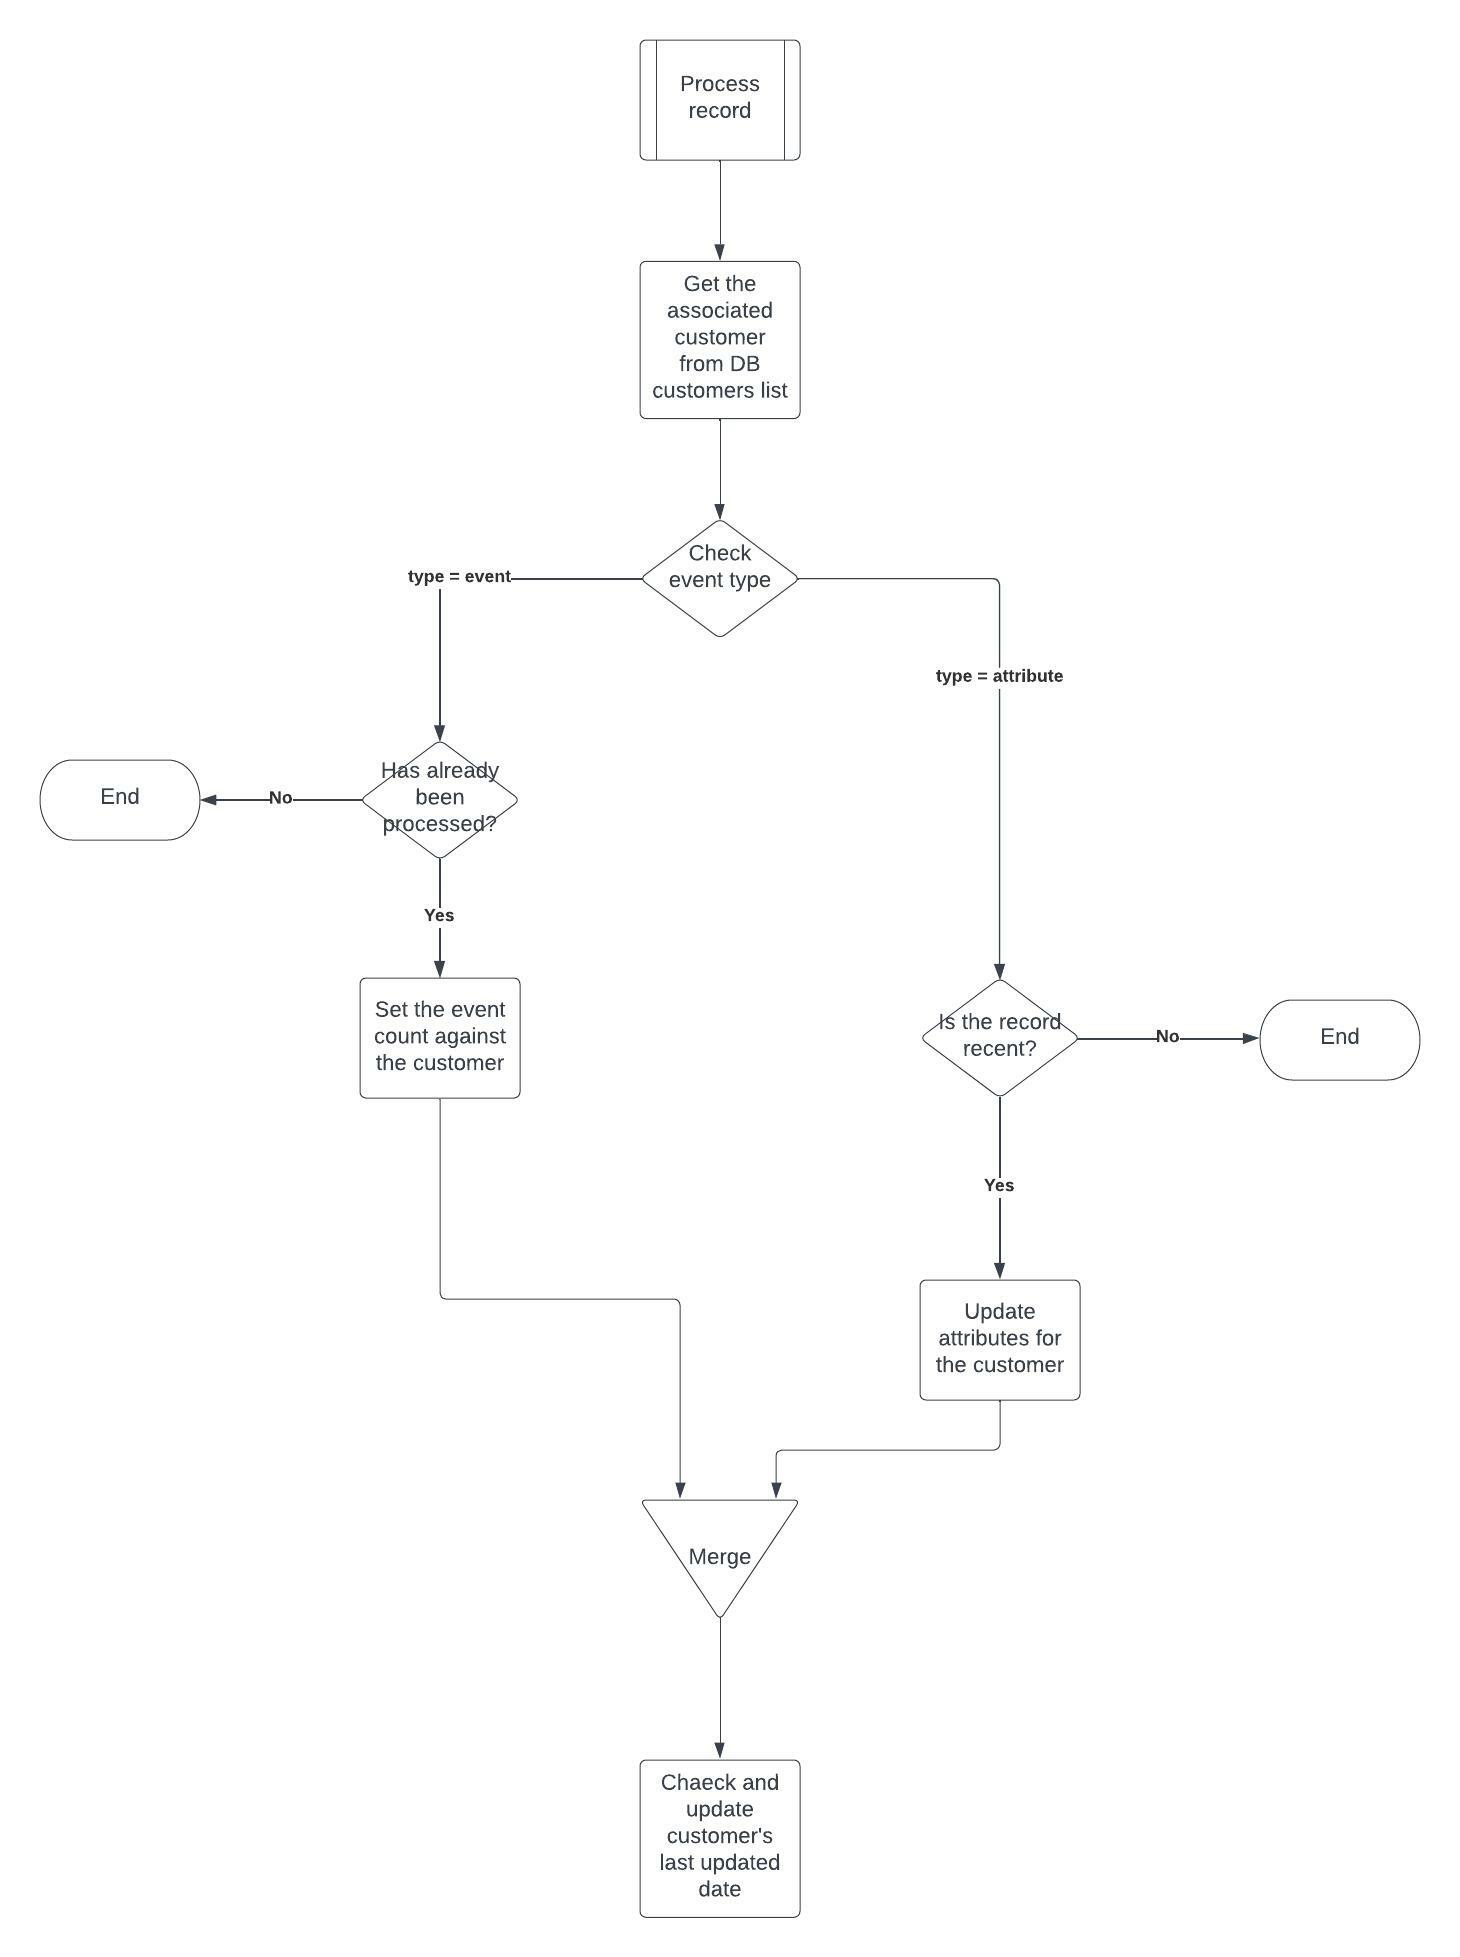 Process
record
Get the
associated
customer
from DB
customers list
Check
event type
type = event
type = attribute
Has already
been
processed?
No
End
Yes
Set the event
count against
the customer
Is the record
recent?
No
End
Yes
Update
attributes for
the customer
Merge
Chaeck and
update
customer's
last updated
date